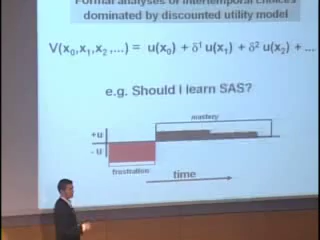 Formal analyses of intertemporal choices
dominated by discounted utility model
V(x₀,x₁,x₂,...) = u(x₀) + δ¹ u(x₁) + δ² u(x₂) + ...
e.g. Should I learn SAS?
mastery
+u
- u
frustration
time